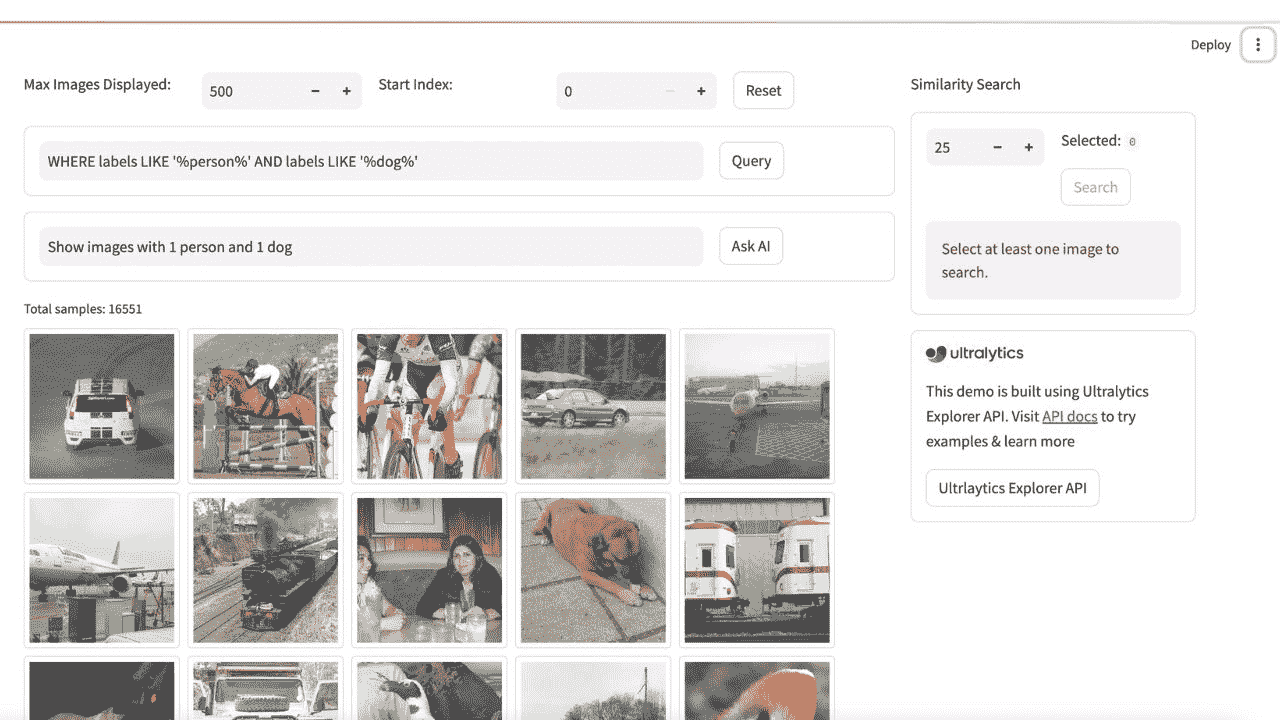 Deploy
Max Images Displayed:
500
Start Index:
0
Reset
WHERE labels LIKE '%person%' AND labels LIKE '%dog%'
Query
Show images with 1 person and 1 dog
Ask AI
Total samples: 16551
Similarity Search
25
Selected: 0
Search
Select at least one image to
search.
ultralytics
This demo is built using Ultralytics
Explorer API. Visit API docs to try
examples & learn more
Ultrlaytics Explorer API